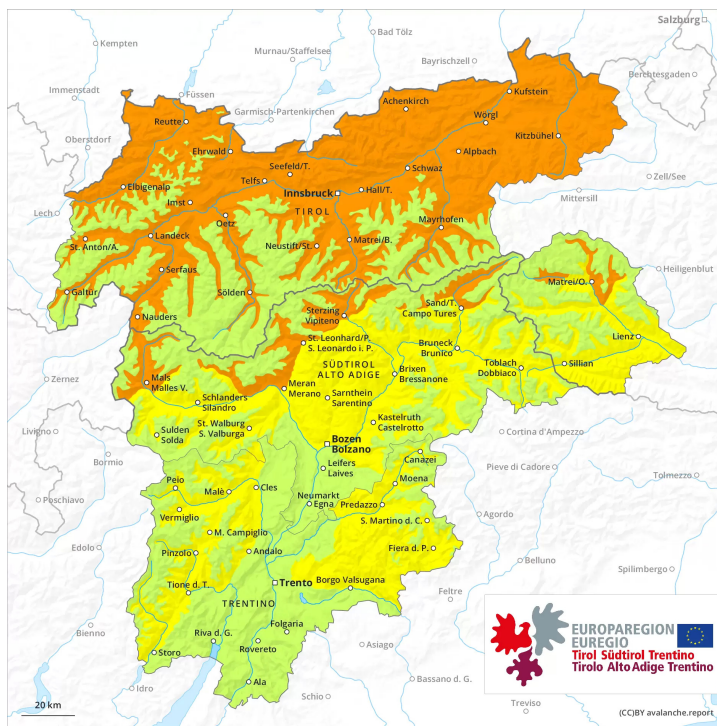 Salzburg
Kempten
Bad Tölz
Murnau/Staffelsee
Bayrischzell
Berchtesgaden
Immenstadt
Füssen
Achenkirch
Kufstein
Garmisch-Partenkirchen
Reutte
Wörgl
Oberstdorf
Ehrwald
Kitzbühel
Seefeld/T.
Alpbach
Telfs
Schwaz
Zell/See
Elbigenalp
Innsbruck
Hall/T.
Mittersill
Imst
TIROL
Lech
Oetz
Mayrhofen
St. Anton/A.
Landeck
Neustift/St.
Matrei/B.
Serfaus
Heiligenblut
Galtür
Sölden
Matrei/O.
Nauders
Sterzing
Vipiteno
Sand/T.
Campo Tures
St. Leonhard/P.
S. Leonardo i. P.
Bruneck
Brunico
Lienz
SÜDTIROL
ALTO ADIGE
Brixen
Bressanone
Toblach
Dobbiaco
Sillian
Zernez
Mals
Malles V.
Meran
Merano
Schlanders
Silandro
Sarnthein
Sarentino
St. Walburg
S. Valburga
Kastelruth
Castelrotto
Livigno
Sulden
Solda
Bozen
Bolzano
Cortina d'Ampezzo
Bormio
Leifers
Laives
Canazei
Pieve di Cadore
Tolmezzo
Poschiavo
Peio
Malè
Cles
Neumarkt
Egna
Moena
Predazzo
Vermiglio
Agordo
M. Campiglio
S. Martino d. C.
Edolo
Pinzolo
Andalo
Fiera d. P.
Belluno
Spilimbergo
Tione d. T.
Trento
Borgo Valsugana
Feltre
TRENTINO
Bienno
Riva d. G.
Folgaria
Rovereto
Asiago
Storo
Bassano d. G.
Idro
Ala
Schio
Treviso
EUROPAREGION
EUREGIO
Tirol Südtirol Trentino
Tirolo Alto Adige Trentino
20 km
(CC)BY avalanche.report